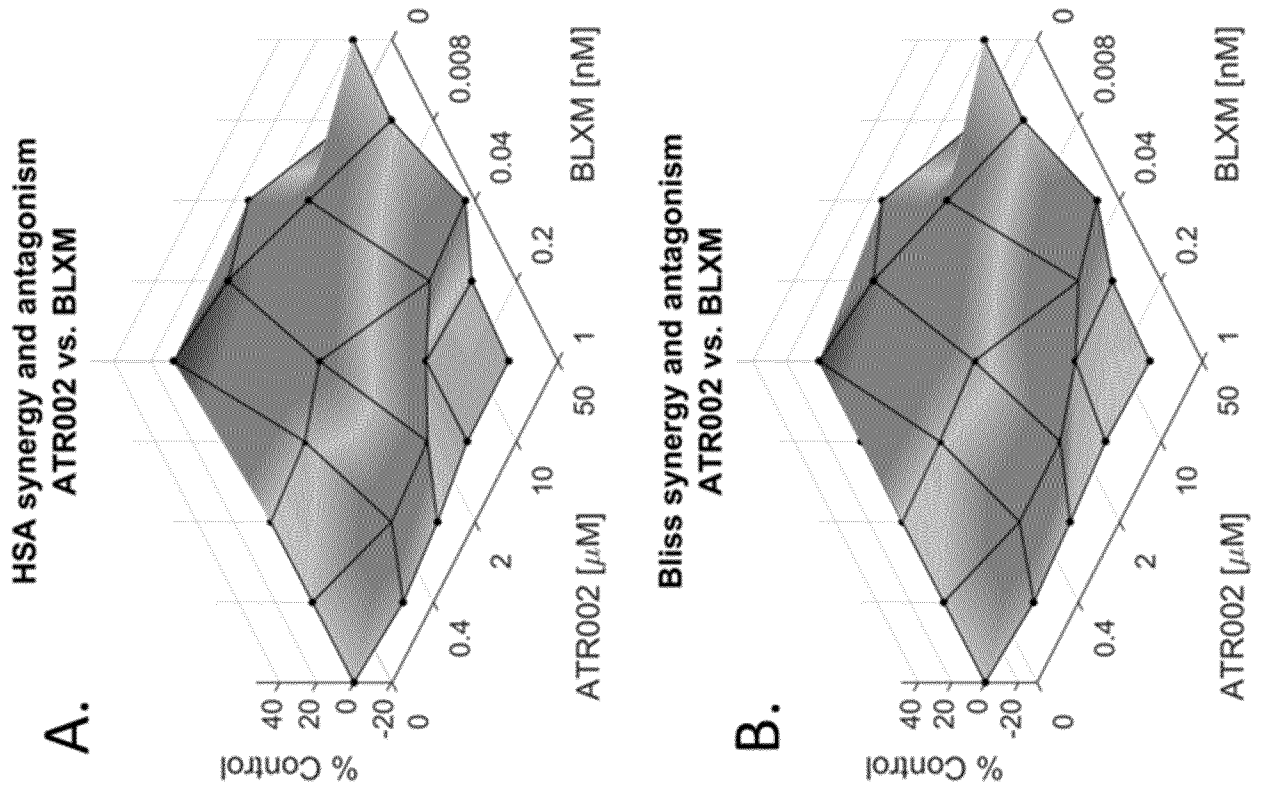 A.
HSA synergy and antagonism
ATR002 vs. BLXM
% Control
40
20
0
-20
0
0.4
2
10
50
ATR002 [µM]
1
0.2
0.04
0.008
0
BLXM [nM]
B.
Bliss synergy and antagonism
ATR002 vs. BLXM
% Control
40
20
0
-20
0
0.4
2
10
50
ATR002 [µM]
1
0.2
0.04
0.008
0
BLXM [nM]